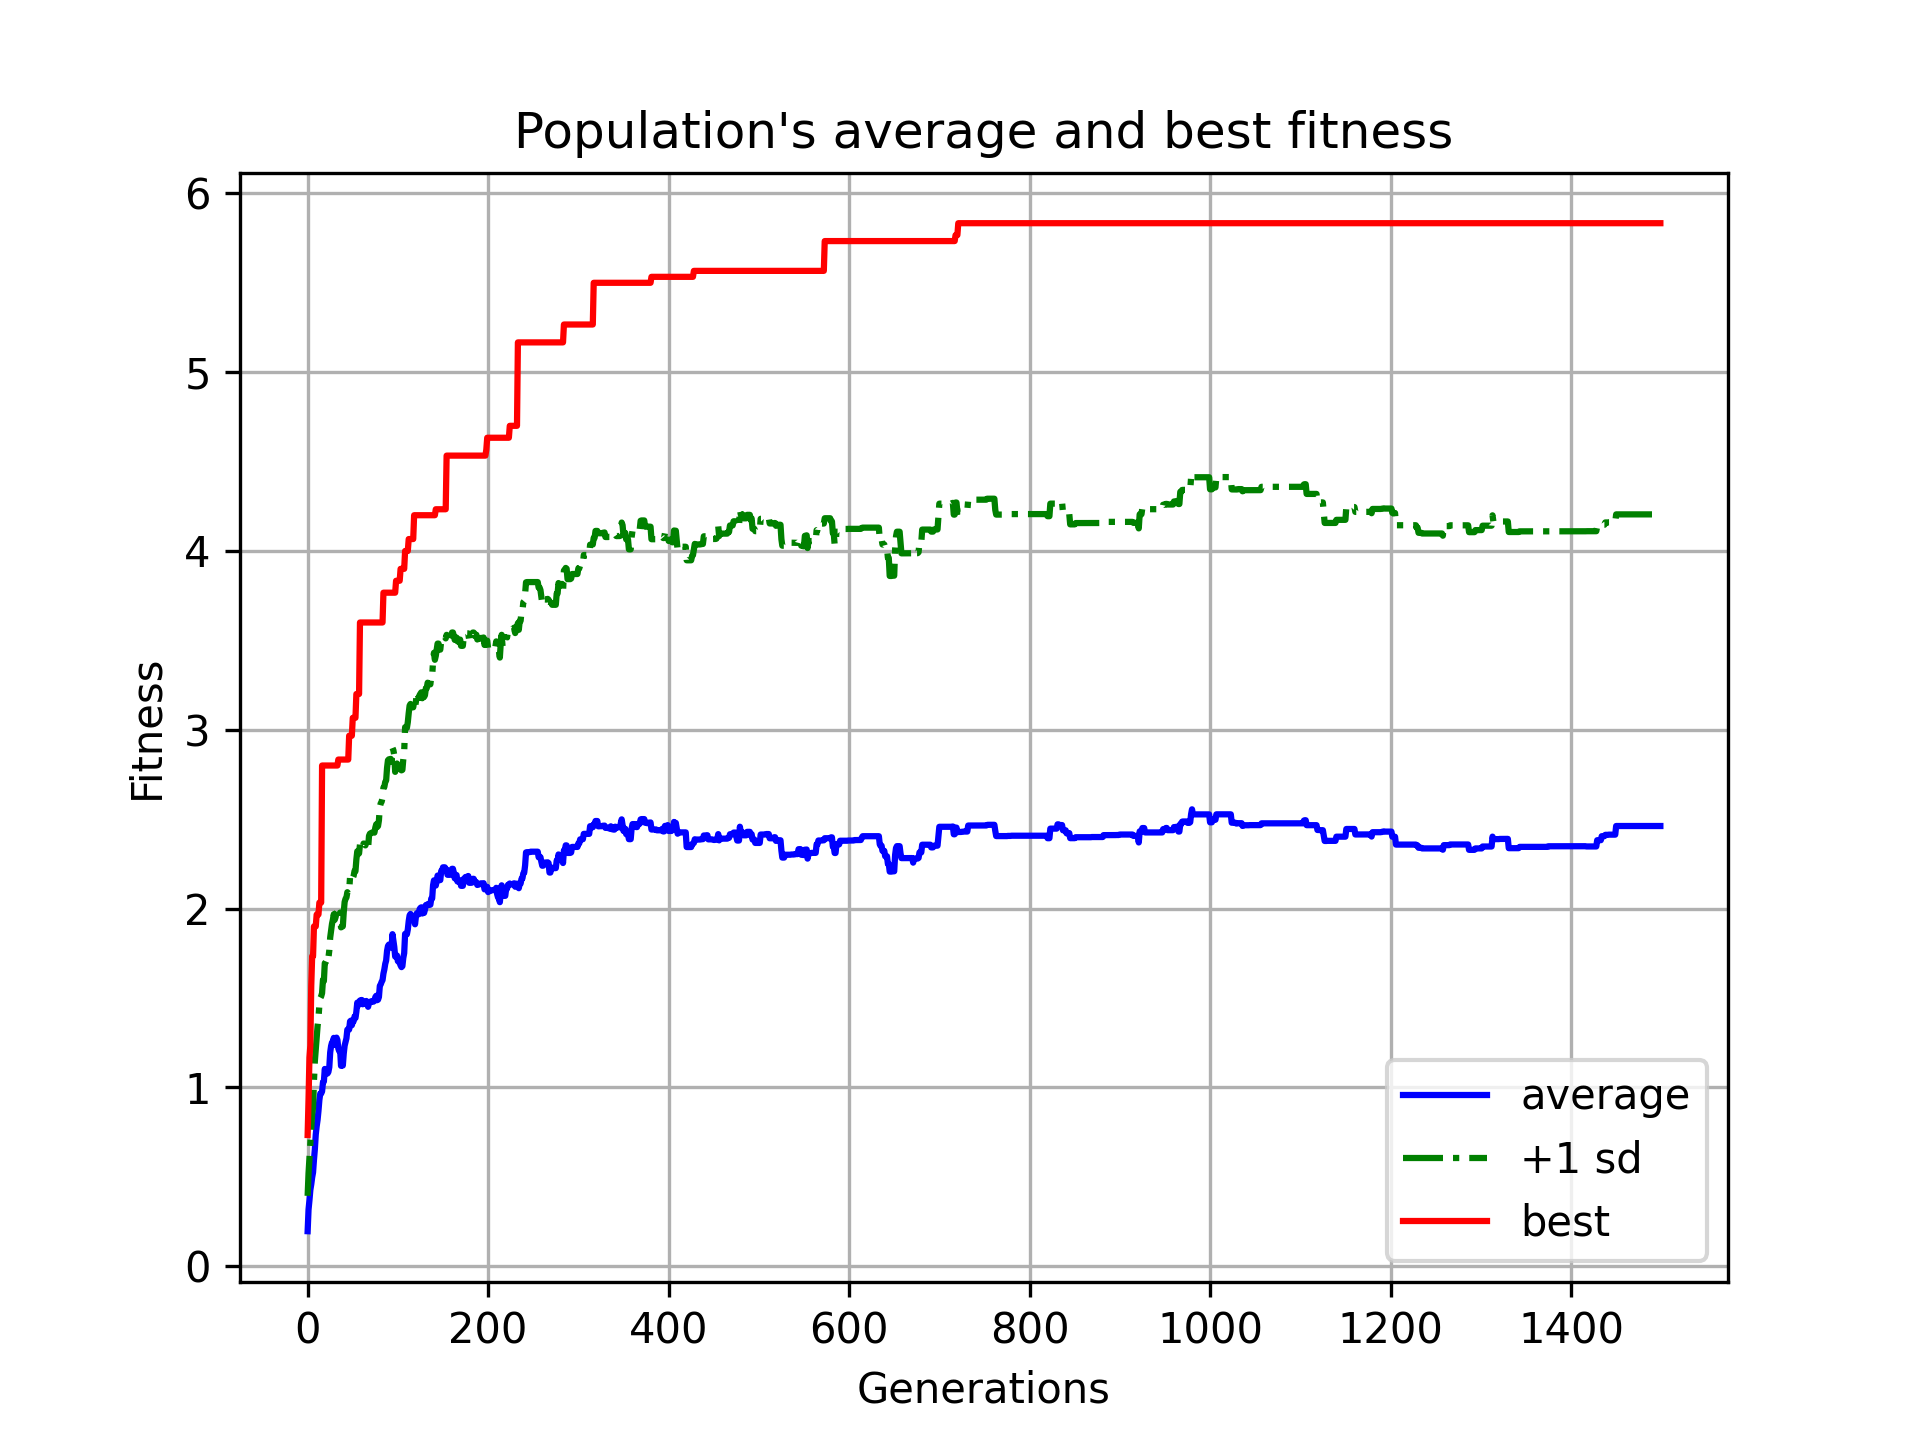 Population's average and best fitness
6
5
4
3
2
1
0
Fitness
0 200 400 600 800 1000 1200 1400
Generations
average
+1 sd
best